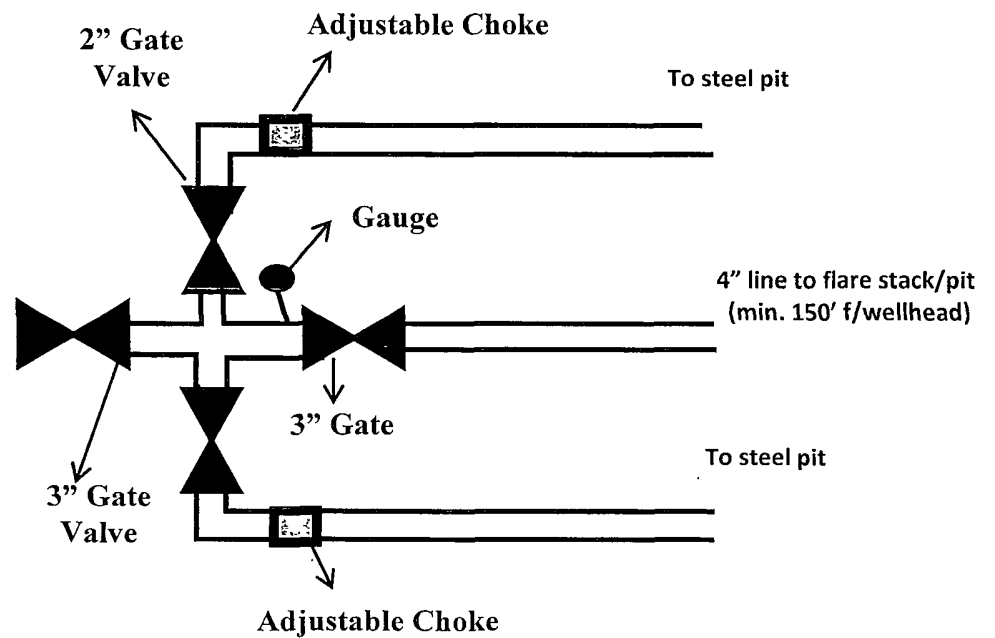 Adjustable Choke
2” Gate
Valve
To steel pit
Gauge
4” line to flare stack/pit
(min. 150’ f/wellhead)
3” Gate
To steel pit
3” Gate
Valve
Adjustable Choke